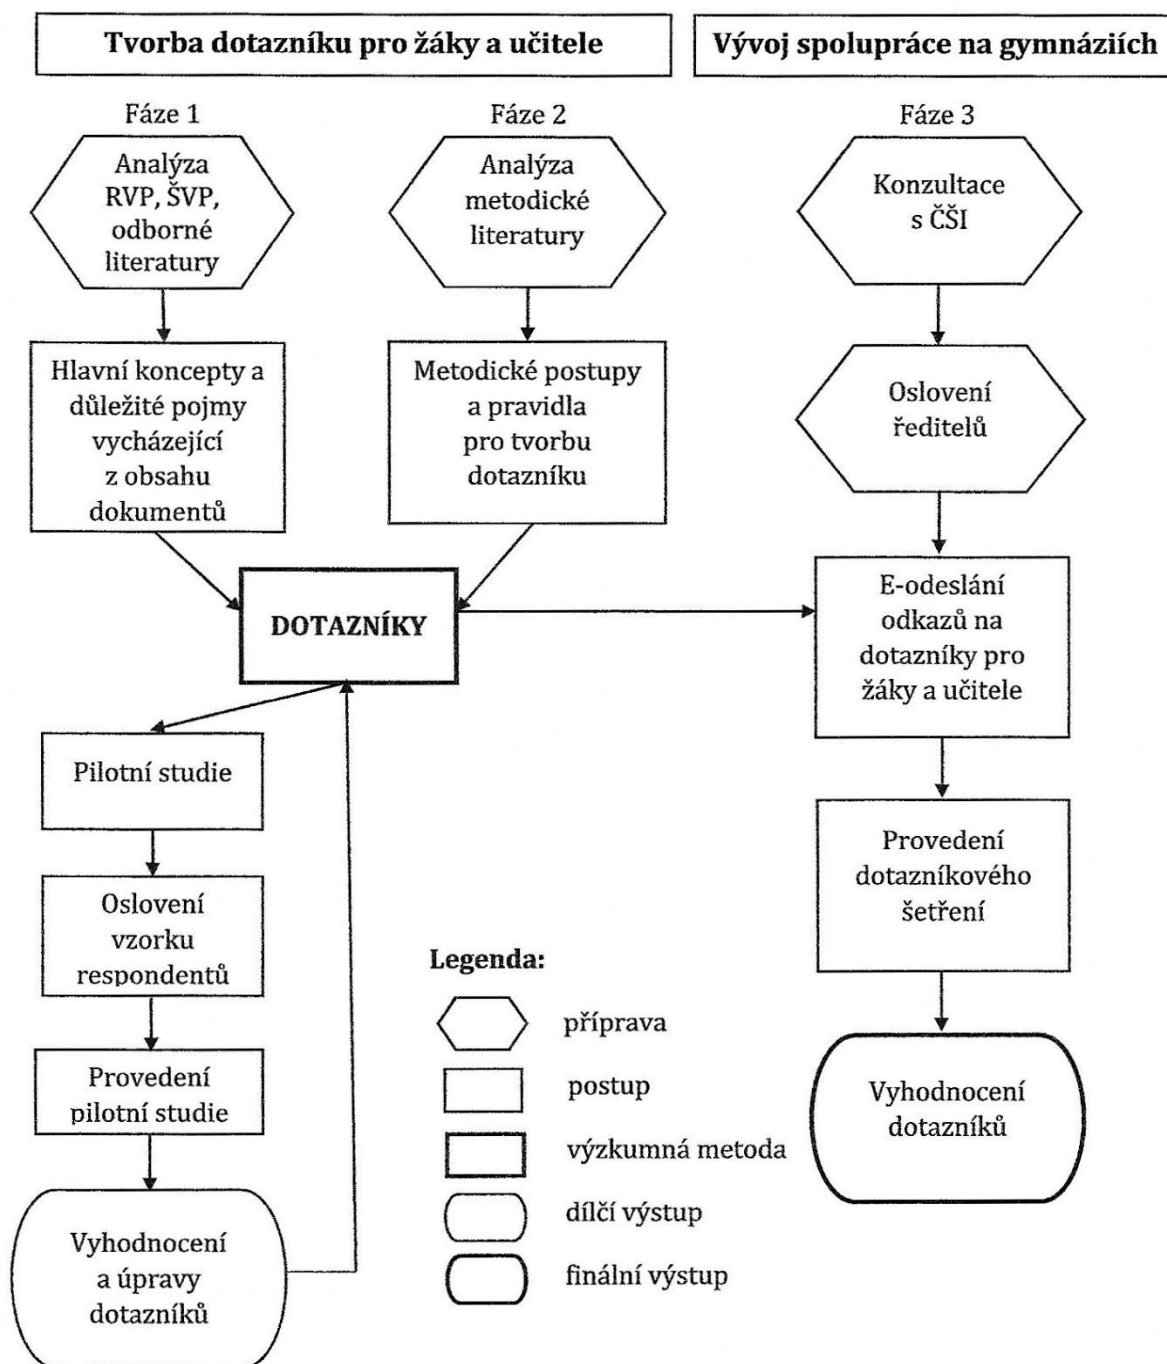 Tvorba dotazníku pro žáky a učitele
Vývoj spolupráce na gymnáziích
Fáze 1
Analýza
RVP, ŠVP,
odborné
literatury
Hlavní koncepty a
důležité pojmy
vycházející
z obsahu
dokumentů
Fáze 2
Analýza
metodické
literatury
Metodické postupy
a pravidla
pro tvorbu
dotazníku
DOTAZNÍKY
Pilotní studie
Oslovení
vzorku
respondentů
Provedení
pilotní studie
Vyhodnocení
a úpravy
dotazníků
Fáze 3
Konzultace
s ČŠI
Oslovení
ředitelů
E-odeslání
odkazů na
dotazníky pro
žáky a učitele
Provedení
dotazníkového
šetření
Vyhodnocení
dotazníků
Legenda:
příprava
postup
výzkumná metoda
dílčí výstup
finální výstup